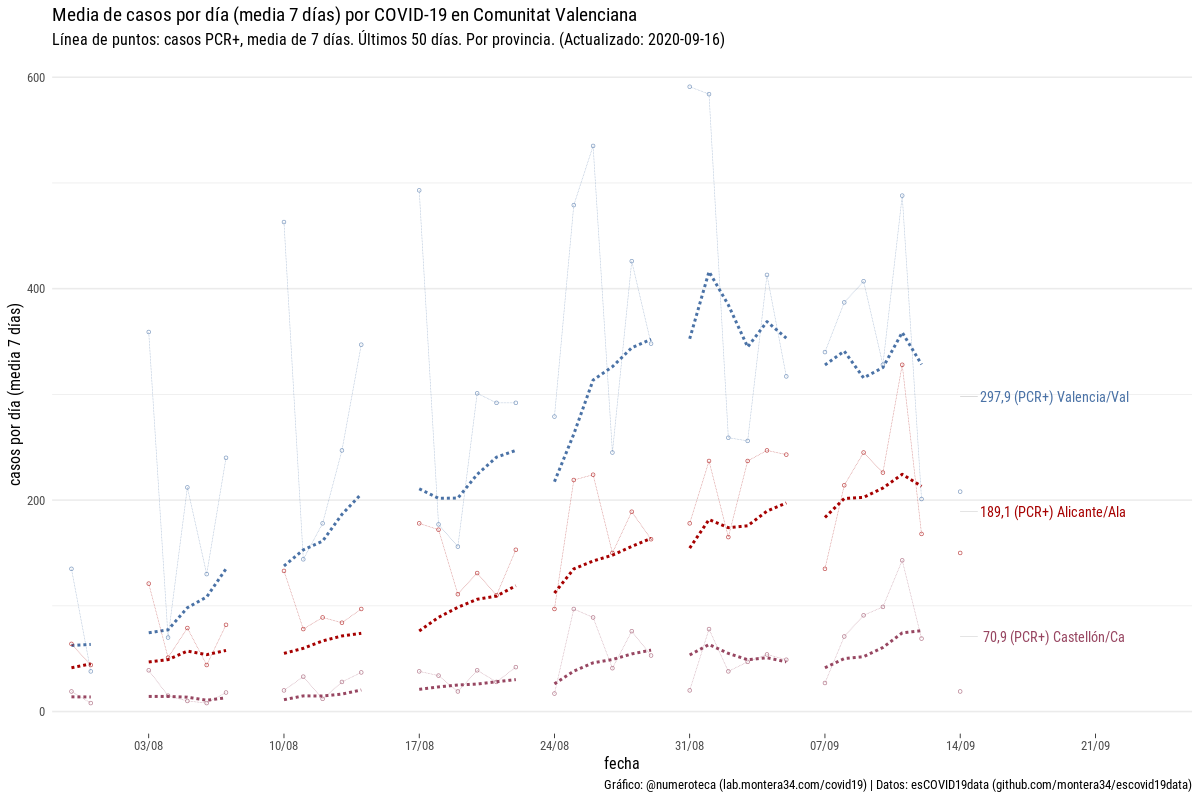 Media de casos por día (media 7 días) por COVID-19 en Comunitat Valenciana
Línea de puntos: casos PCR+, media de 7 días. Últimos 50 días. Por provincia. (Actualizado: 2020-09-16)
casos por día (media 7 días)
600
400
200
0
297,9 (PCR+) Valencia/Val
189,1 (PCR+) Alicante/Ala
70,9 (PCR+) Castellón/Ca
03/08
10/08
17/08
24/08
31/08
07/09
14/09
21/09
fecha
Gráfico: @numeroteca (lab.montera34.com/covid19) | Datos: esCOVID19data (github.com/montera34/escovid19data)